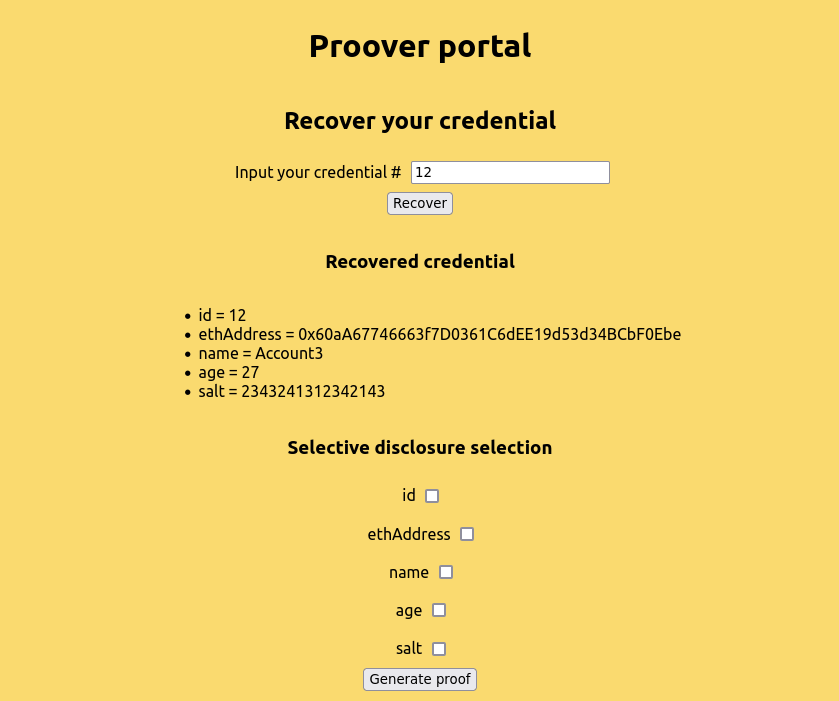 Proover portal
Recover your credential
Input your credential # 12
Recover
Recovered credential
• id = 12
• ethAddress = 0x60aA67746663f7D0361C6dEE19d53d34BCbF0Ebe
• name = Account3
• age = 27
• salt = 2343241312342143
Selective disclosure selection
id
ethAddress
name
age
salt
Generate proof